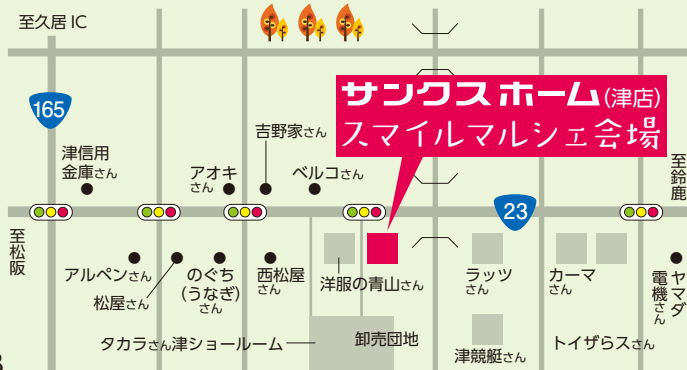 至久居 IC
165
サンクスホーム(津店)
スマイルマルシェ会場
吉野家さん
津信用
金庫さん
アオキ
さん
ベルコさん
至鈴鹿
23
至松阪
アルペンさん
松屋さん
のぐち
(うなぎ)
さん
西松屋
さん
洋服の青山さん
ラッツ
さん
カーマ
さん
ヤマダ
電機さん
タカラさん津ショールーム
卸売団地
津競艇さん
トイザらスさん